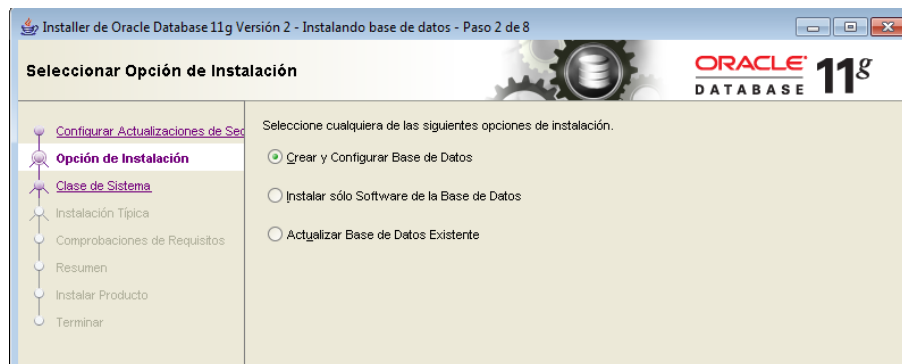 Installer de Oracle Database 11g Versión 2 - Instalando base de datos - Paso 2 de 8
Seleccionar Opción de Instalación
ORACLE
DATABASE
11g
Configurar Actualizaciones de Sec
Opción de Instalación
Clase de Sistema
Instalación Típica
Comprobaciones de Requisitos
Resumen
Instalar Producto
Terminar
Seleccione cualquiera de las siguientes opciones de instalación.
Crear y Configurar Base de Datos
Instalar sólo Software de la Base de Datos
Actualizar Base de Datos Existente